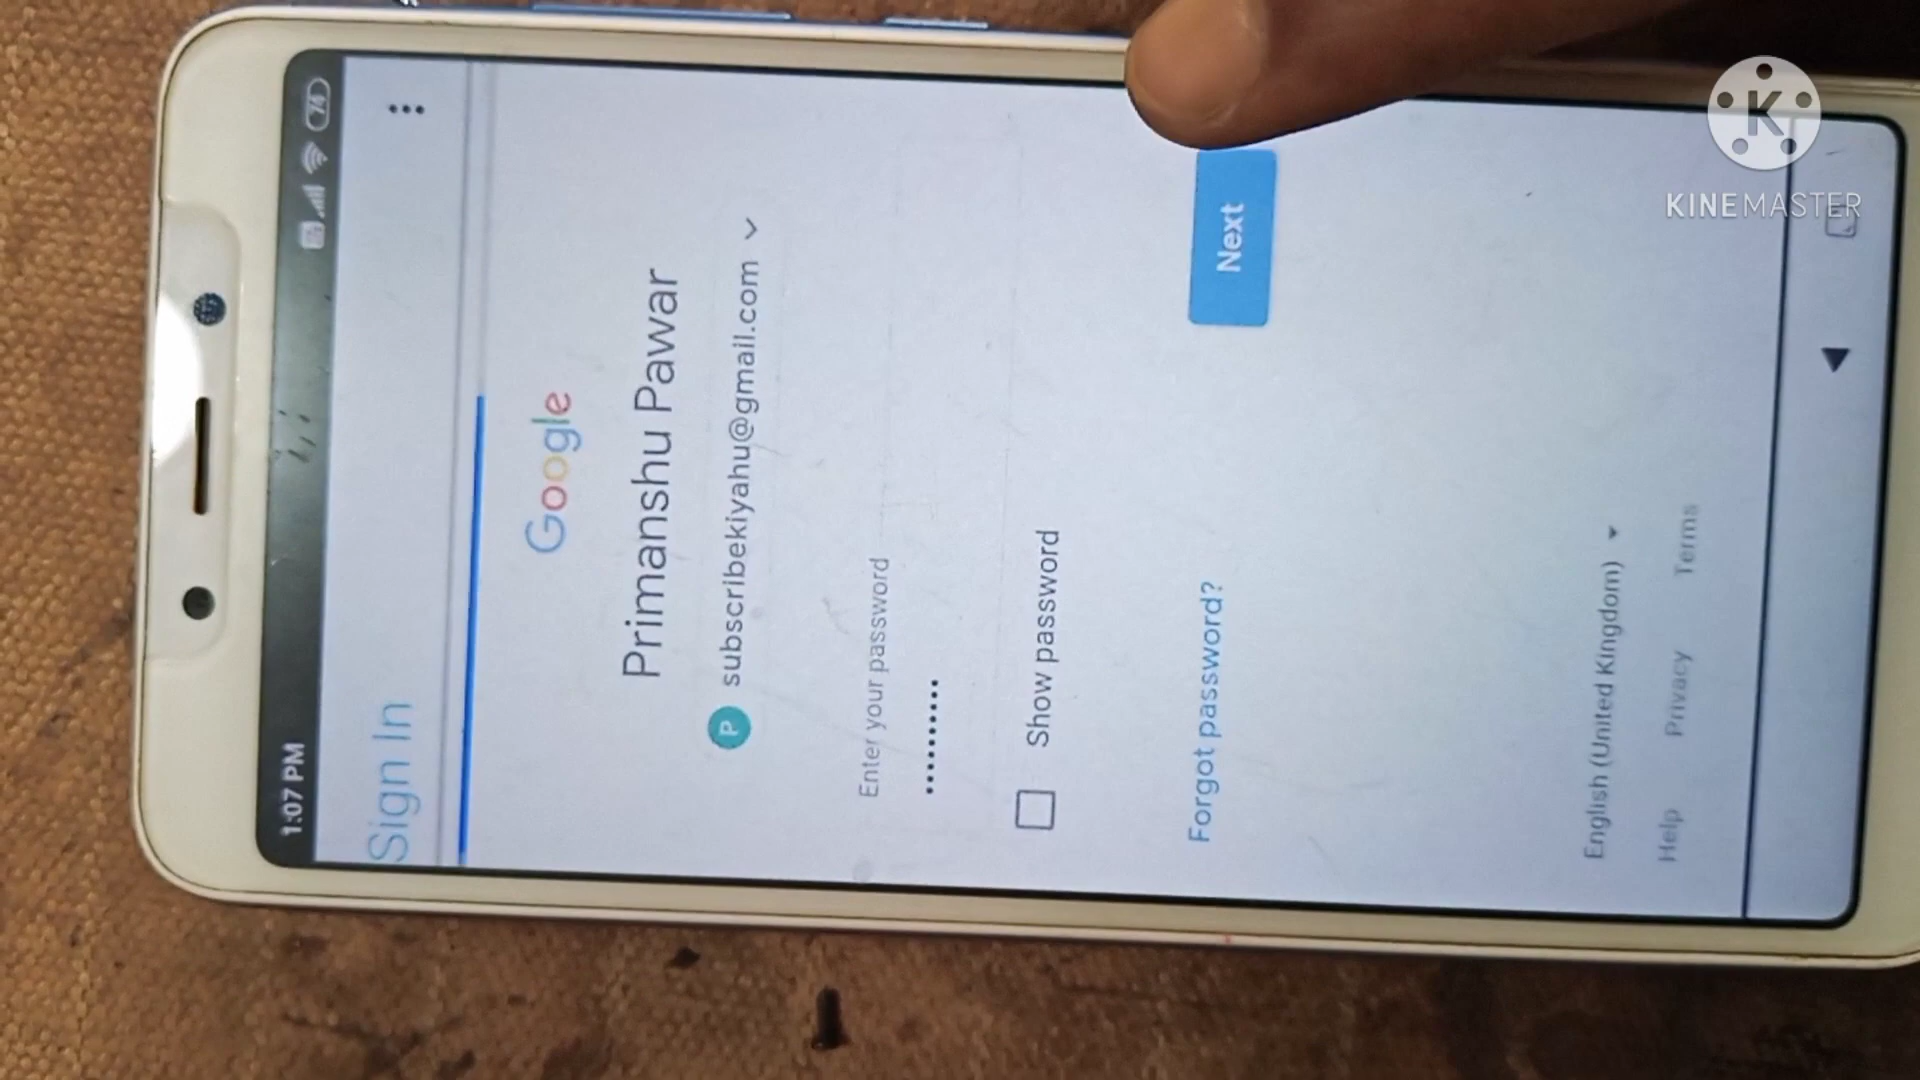 1:07 PM
74
Sign In
Google
Primanshu Pawar
P
subscribekiyahu@gmail.com
Enter your password
••••••••••
Show password
Forgot password?
Next
English (United Kingdom)
Help Privacy Terms
K
KINEMASTER